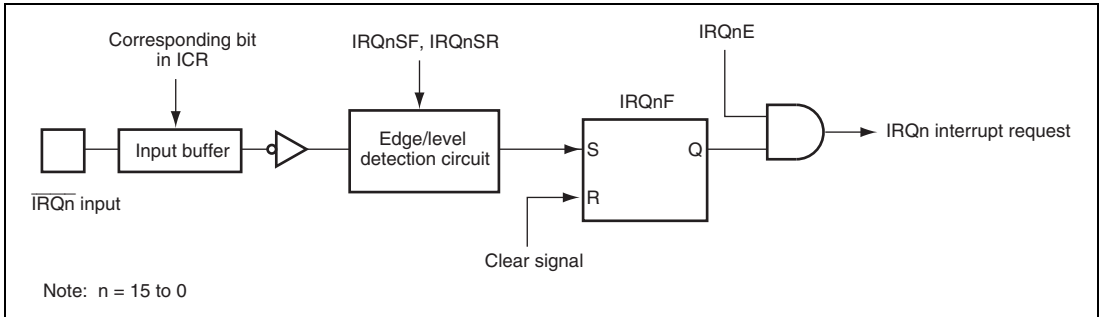 Corresponding bit
in ICR
IRQnSF, IRQnSR
IRQnE
IRQnF
Input buffer
Edge/level
detection circuit
S
Q
R
IRQn interrupt request
IRQn input
Clear signal
Note: n = 15 to 0